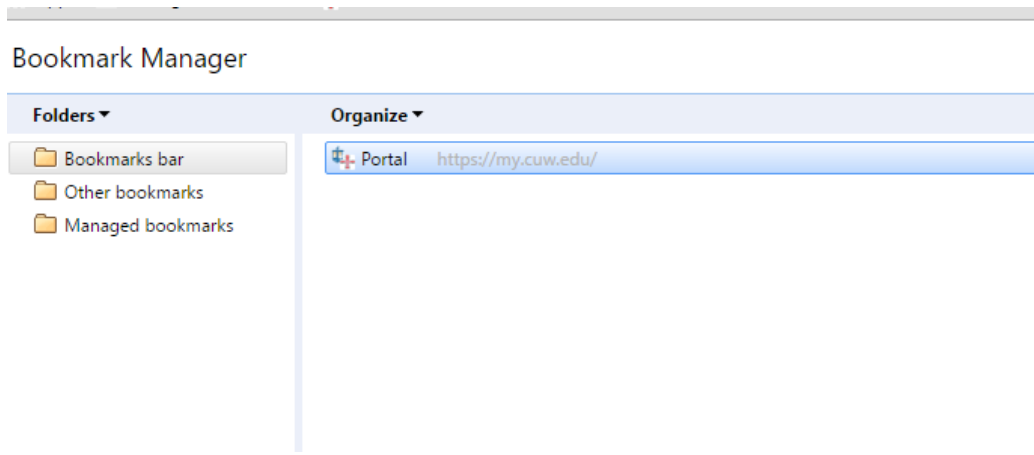 Bookmark Manager
Folders ▾ Organize ▾
Bookmarks bar Portal https://my.cuw.edu/
Other bookmarks
Managed bookmarks